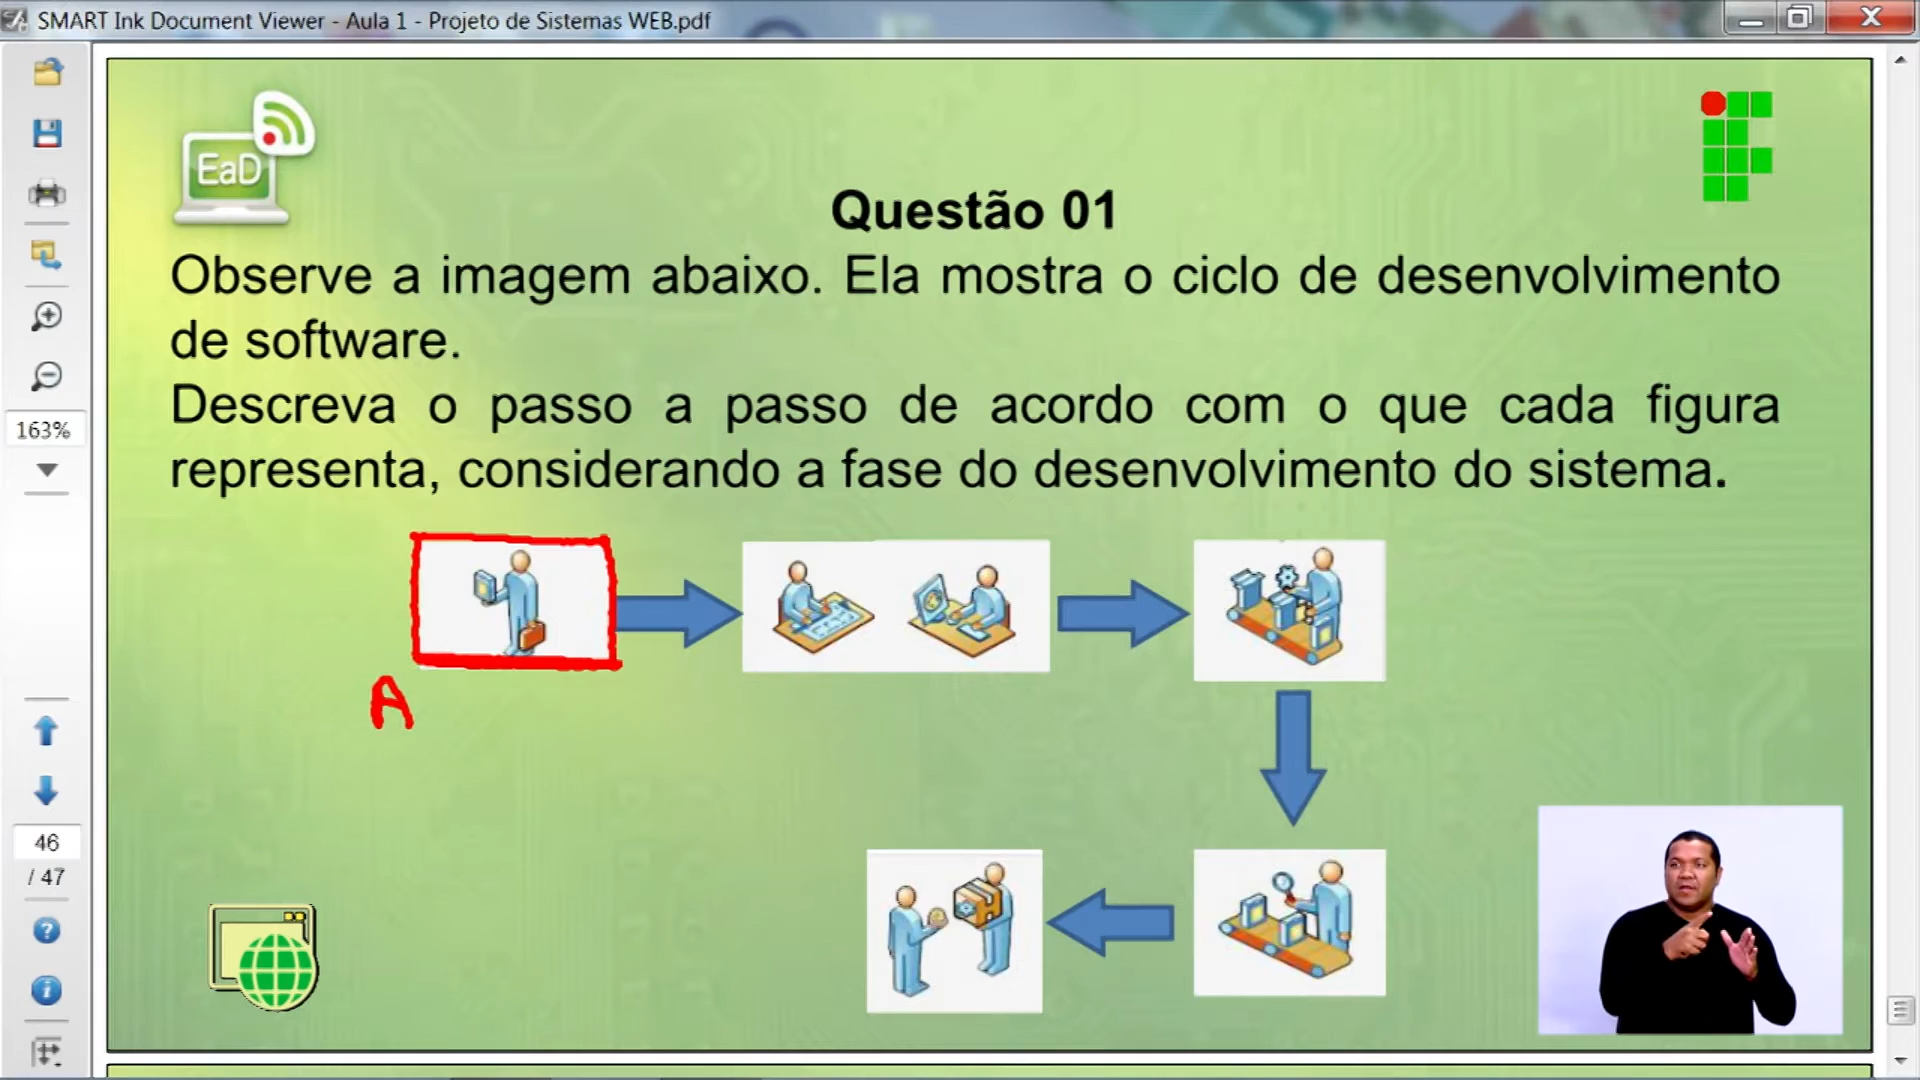 SMART Ink Document Viewer - Aula 1 - Projeto de Sistemas WEB.pdf
EaD
Questão 01
Observe a imagem abaixo. Ela mostra o ciclo de desenvolvimento
de software.
Descreva o passo a passo de acordo com o que cada figura
representa, considerando a fase do desenvolvimento do sistema.
163%
A
46
/ 47